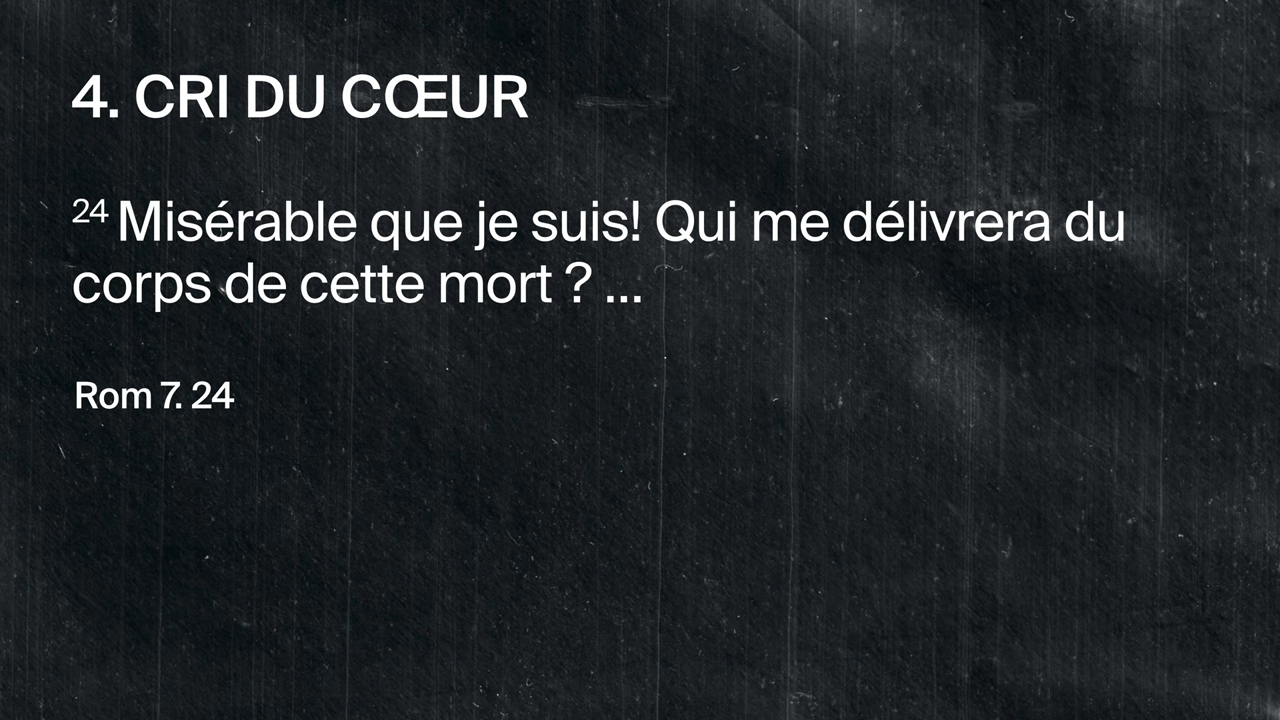 4. CRI DU CŒUR
24 Misérable que je suis! Qui me délivrera du
corps de cette mort ? ...
Rom 7. 24